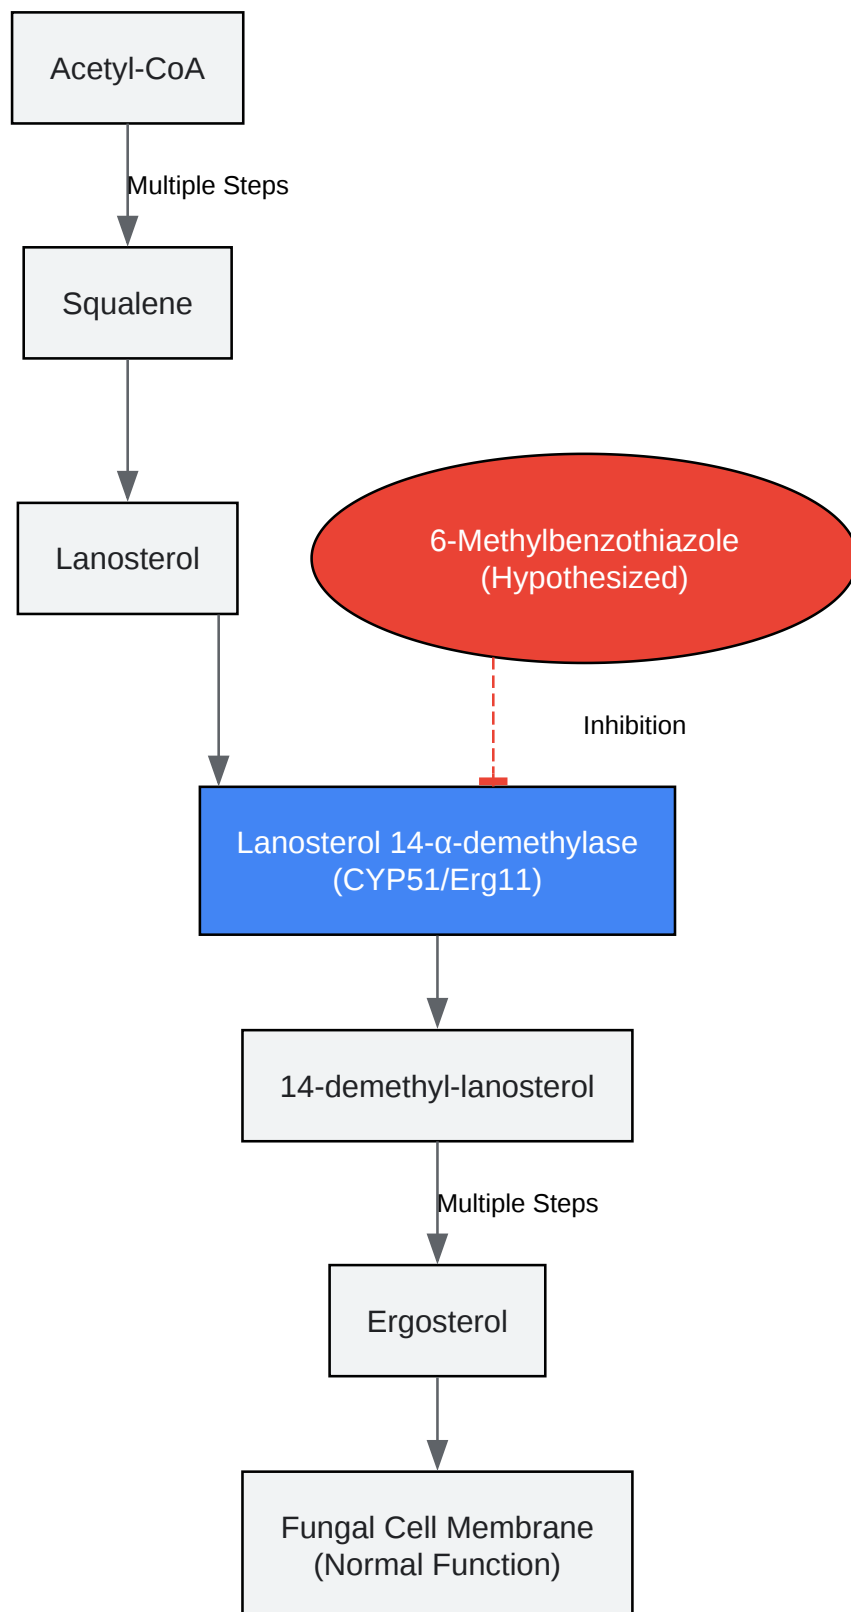 Acetyl-CoA
Multiple Steps
Squalene
Lanosterol
6-Methylbenzothiazole
(Hypothesized)
Inhibition
Lanosterol 14-α-demethylase
(CYP51/Erg11)
14-demethyl-lanosterol
Multiple Steps
Ergosterol
Fungal Cell Membrane
(Normal Function)